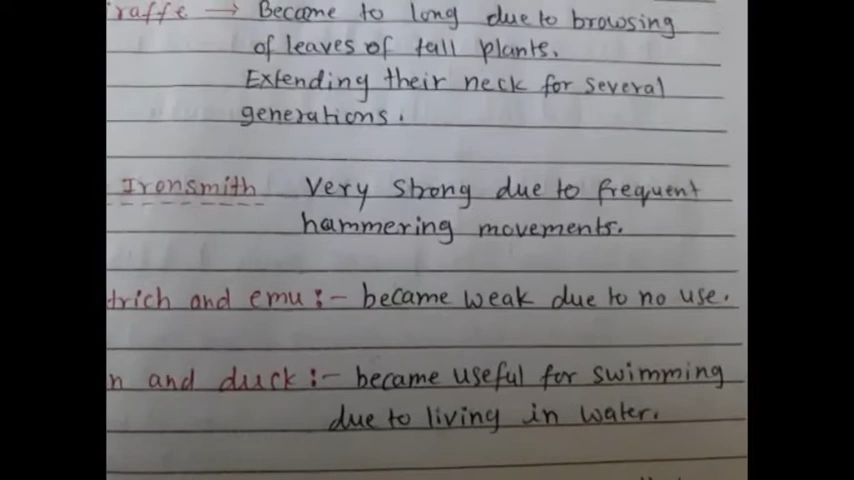 raffe → Became to long due to browsing
of leaves of tall plants.
Extending their neck for several
generations.
Ironsmith Very strong due to frequent
hammering movements.
trich and emu :- became weak due to no use.
n and duck :- became useful for swimming
due to living in water.